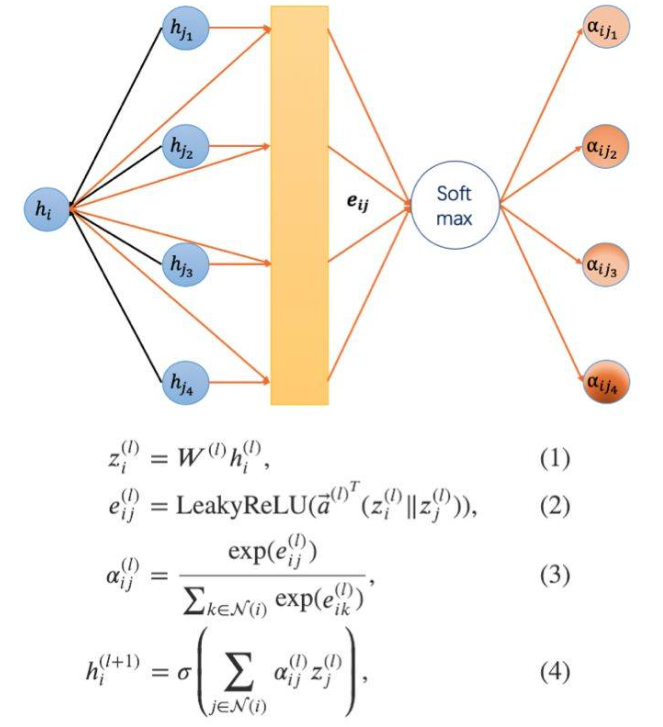 h_{j_1}
α_{ij_1}
h_{j_2}
α_{ij_2}
h_i
e_{ij}
Soft
max
h_{j_3}
α_{ij_3}
h_{j_4}
α_{ij_4}
z_i^{(l)} = W^{(l)} h_i^{(l)}, (1)
e_{ij}^{(l)} = LeakyReLU(\vec{a}^{(l)^T}(z_i^{(l)} ‖ z_j^{(l)})), (2)
α_{ij}^{(l)} = \frac{exp(e_{ij}^{(l)})}{∑_{k∈𝒩(i)} exp(e_{ik}^{(l)})}, (3)
h_i^{(l+1)} = σ(∑_{j∈𝒩(i)} α_{ij}^{(l)} z_j^{(l)}), (4)